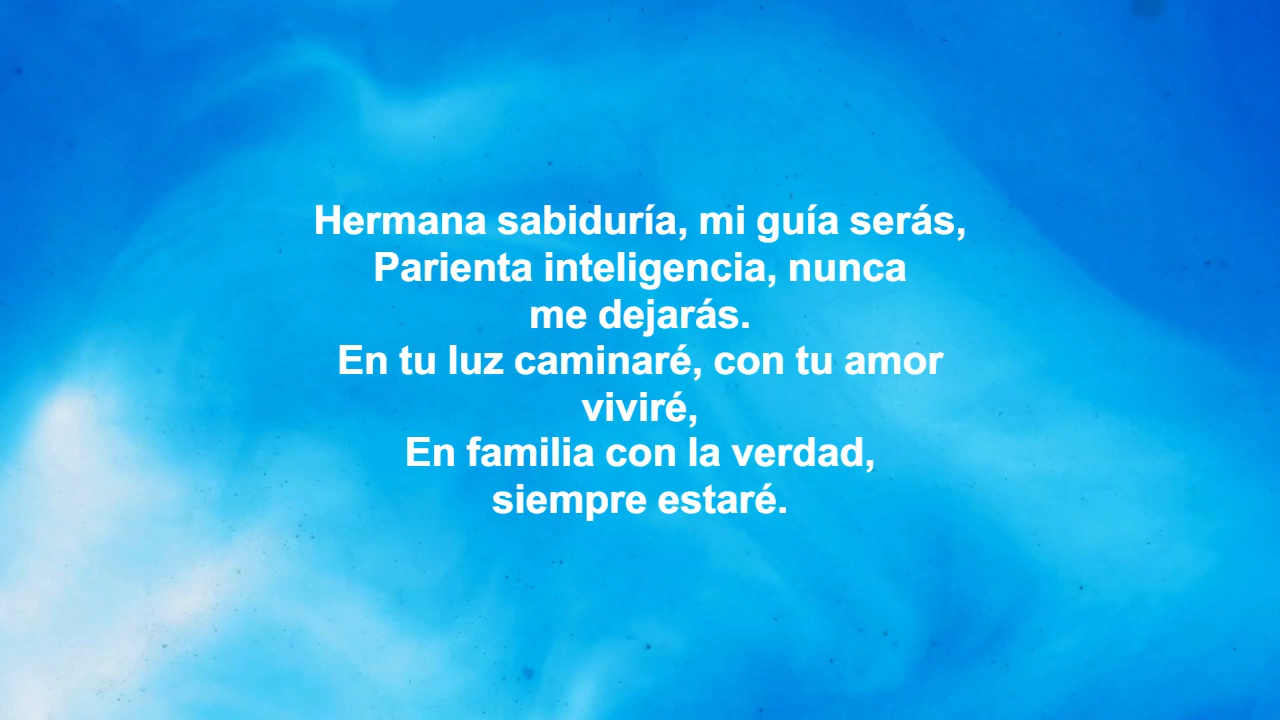 Hermana sabiduría, mi guía serás,
Parienta inteligencia, nunca
me dejarás.
En tu luz caminaré, con tu amor
viviré,
En familia con la verdad,
siempre estaré.